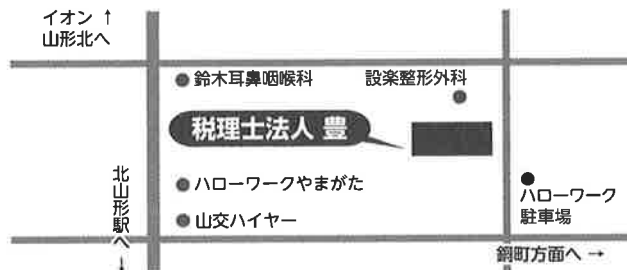 イオン ↑
山形北へ
鈴木耳鼻咽喉科
設楽整形外科
税理士法人 豊
ハローワークやまがた
山交ハイヤー
北山形駅へ→
ハローワーク
駐車場
銅町方面へ →